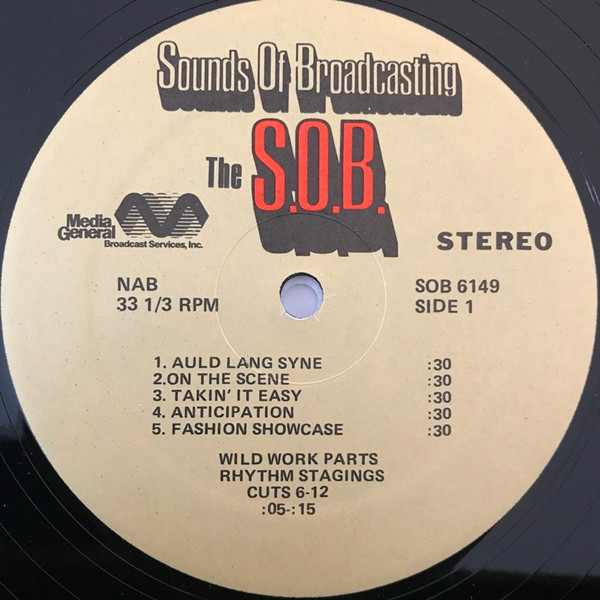 Sounds Of Broadcasting
The S.O.B.
Media General
Broadcast Services, Inc.
STEREO
NAB
33 1/3 RPM
SOB 6149
SIDE 1
1. AULD LANG SYNE :30
2.ON THE SCENE :30
3. TAKIN' IT EASY :30
4. ANTICIPATION :30
5. FASHION SHOWCASE :30
WILD WORK PARTS
RHYTHM STAGINGS
CUTS 6-12
:05-:15